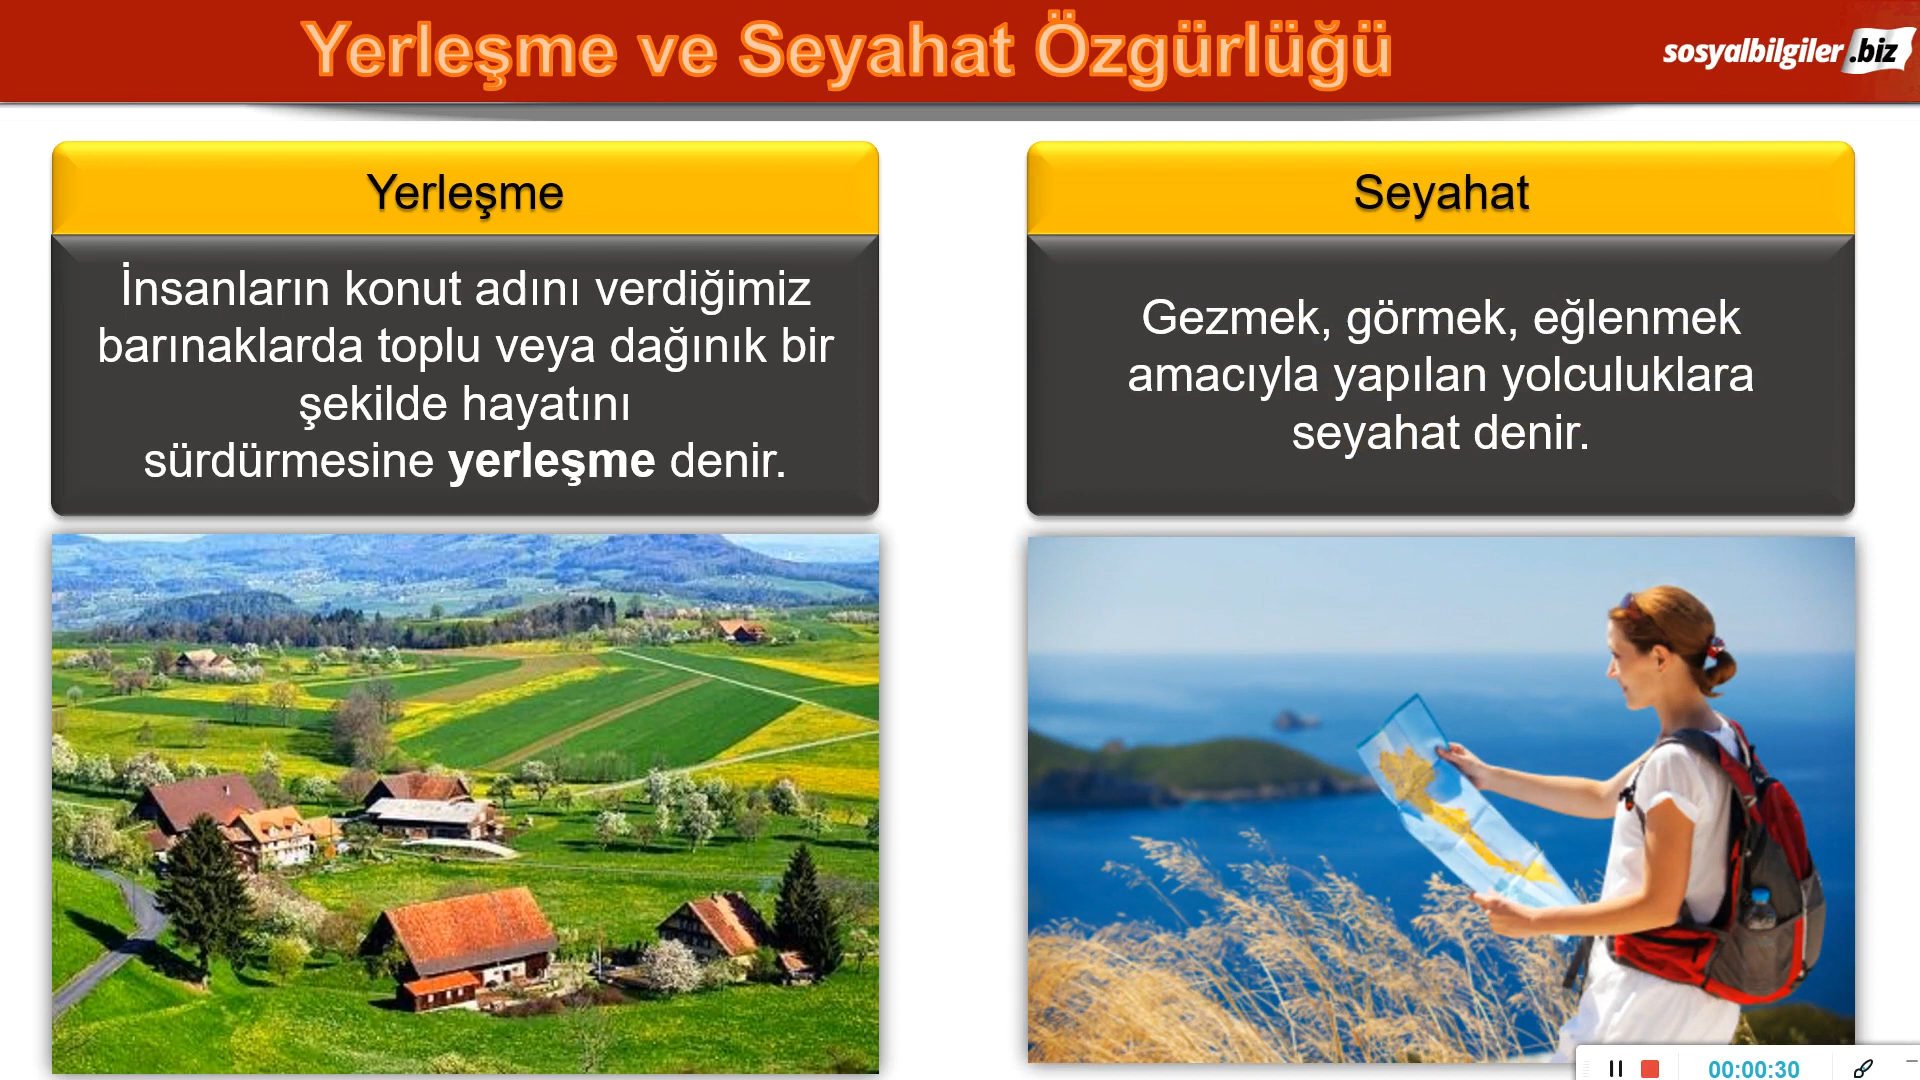 Yerleşme ve Seyahat Özgürlüğü
sosyalbilgiler.biz
Yerleşme
İnsanların konut adını verdiğimiz
barınaklarda toplu veya dağınık bir
şekilde hayatını
sürdürmesine yerleşme denir.
Seyahat
Gezmek, görmek, eğlenmek
amacıyla yapılan yolculuklara
seyahat denir.
00:00:30